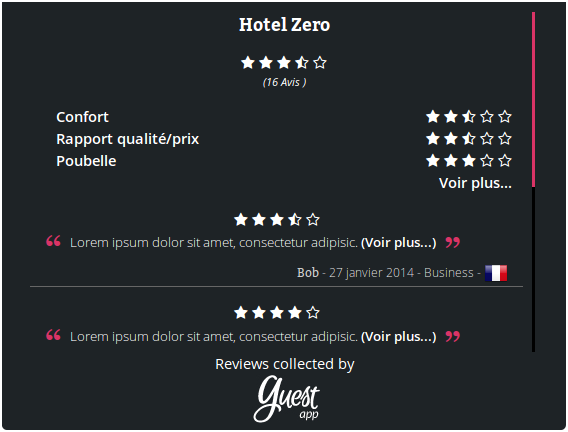 Hotel Zero
(16 Avis )
Confort
Rapport qualité/prix
Poubelle
Voir plus...
“ Lorem ipsum dolor sit amet, consectetur adipisic. (Voir plus...) ”
Bob - 27 janvier 2014 - Business -
“ Lorem ipsum dolor sit amet, consectetur adipisic. (Voir plus...) ”
Reviews collected by
Guest
app